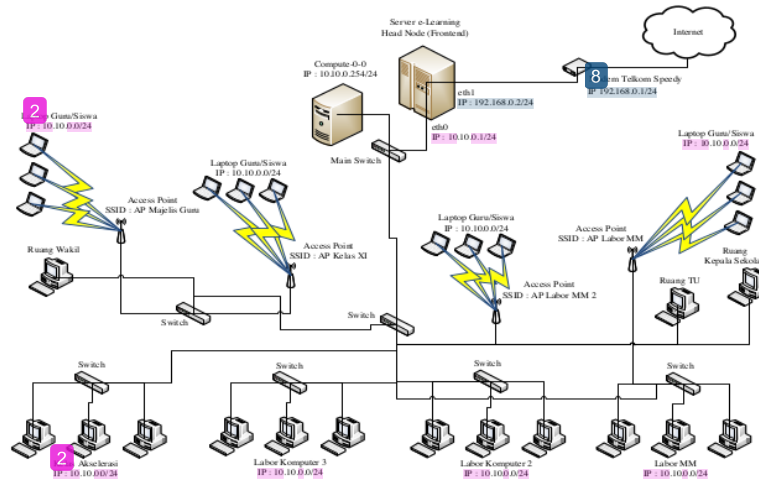 Server e-Learning
Head Node (Frontend)
Internet
Compute-0-0
IP : 10.10.0.254/24
8
Telkom Speedy
IP 192.168.0.1/24
eth1
IP : 192.168.0.2/24
eth0
IP : 10.10.0.1/24
Main Switch
2
Guru/Siswa
IP : 10.10.0.0/24
Laptop Guru/Siswa
IP : 10.10.0.0/24
Laptop Guru/Siswa
IP : 10.10.0.0/24
Access Point
SSID : AP Majelis Guru
Laptop Guru/Siswa
IP : 10.10.0.0/24
Access Point
SSID : AP Labor MM
Ruang Wakil
Access Point
SSID : AP Kelas XI
Ruang
Kepala Sekola
Access Point
SSID : AP Labor MM 2
Ruang TU
Switch
Switch
Switch
Switch
Switch
Switch
2
Akselerasi
IP : 10.10.0.0/24
Labor Komputer 3
IP : 10.10.0.0/24
Labor Komputer 2
IP : 10.10.0.0/24
Labor MM
IP : 10.10.0.0/24